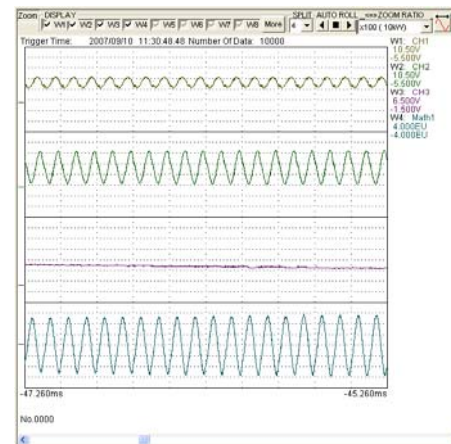 Zoom DISPLAY SPLIT AUTO ROLL <==>ZOOM RATIO
W1 W2 W3 W4 W5 W6 W7 W8 More 4 x100 (10kW)
Trigger Time: 2007/09/10 11:30:48.48 Number Of Data: 10000
W1: CH1
10.50V
-5.500V
W2: CH2
10.50V
-5.500V
W3: CH3
6.500V
-1.500V
W4: Math1
4.000EU
-4.000EU
-47.260ms -45.260ms
No.0000